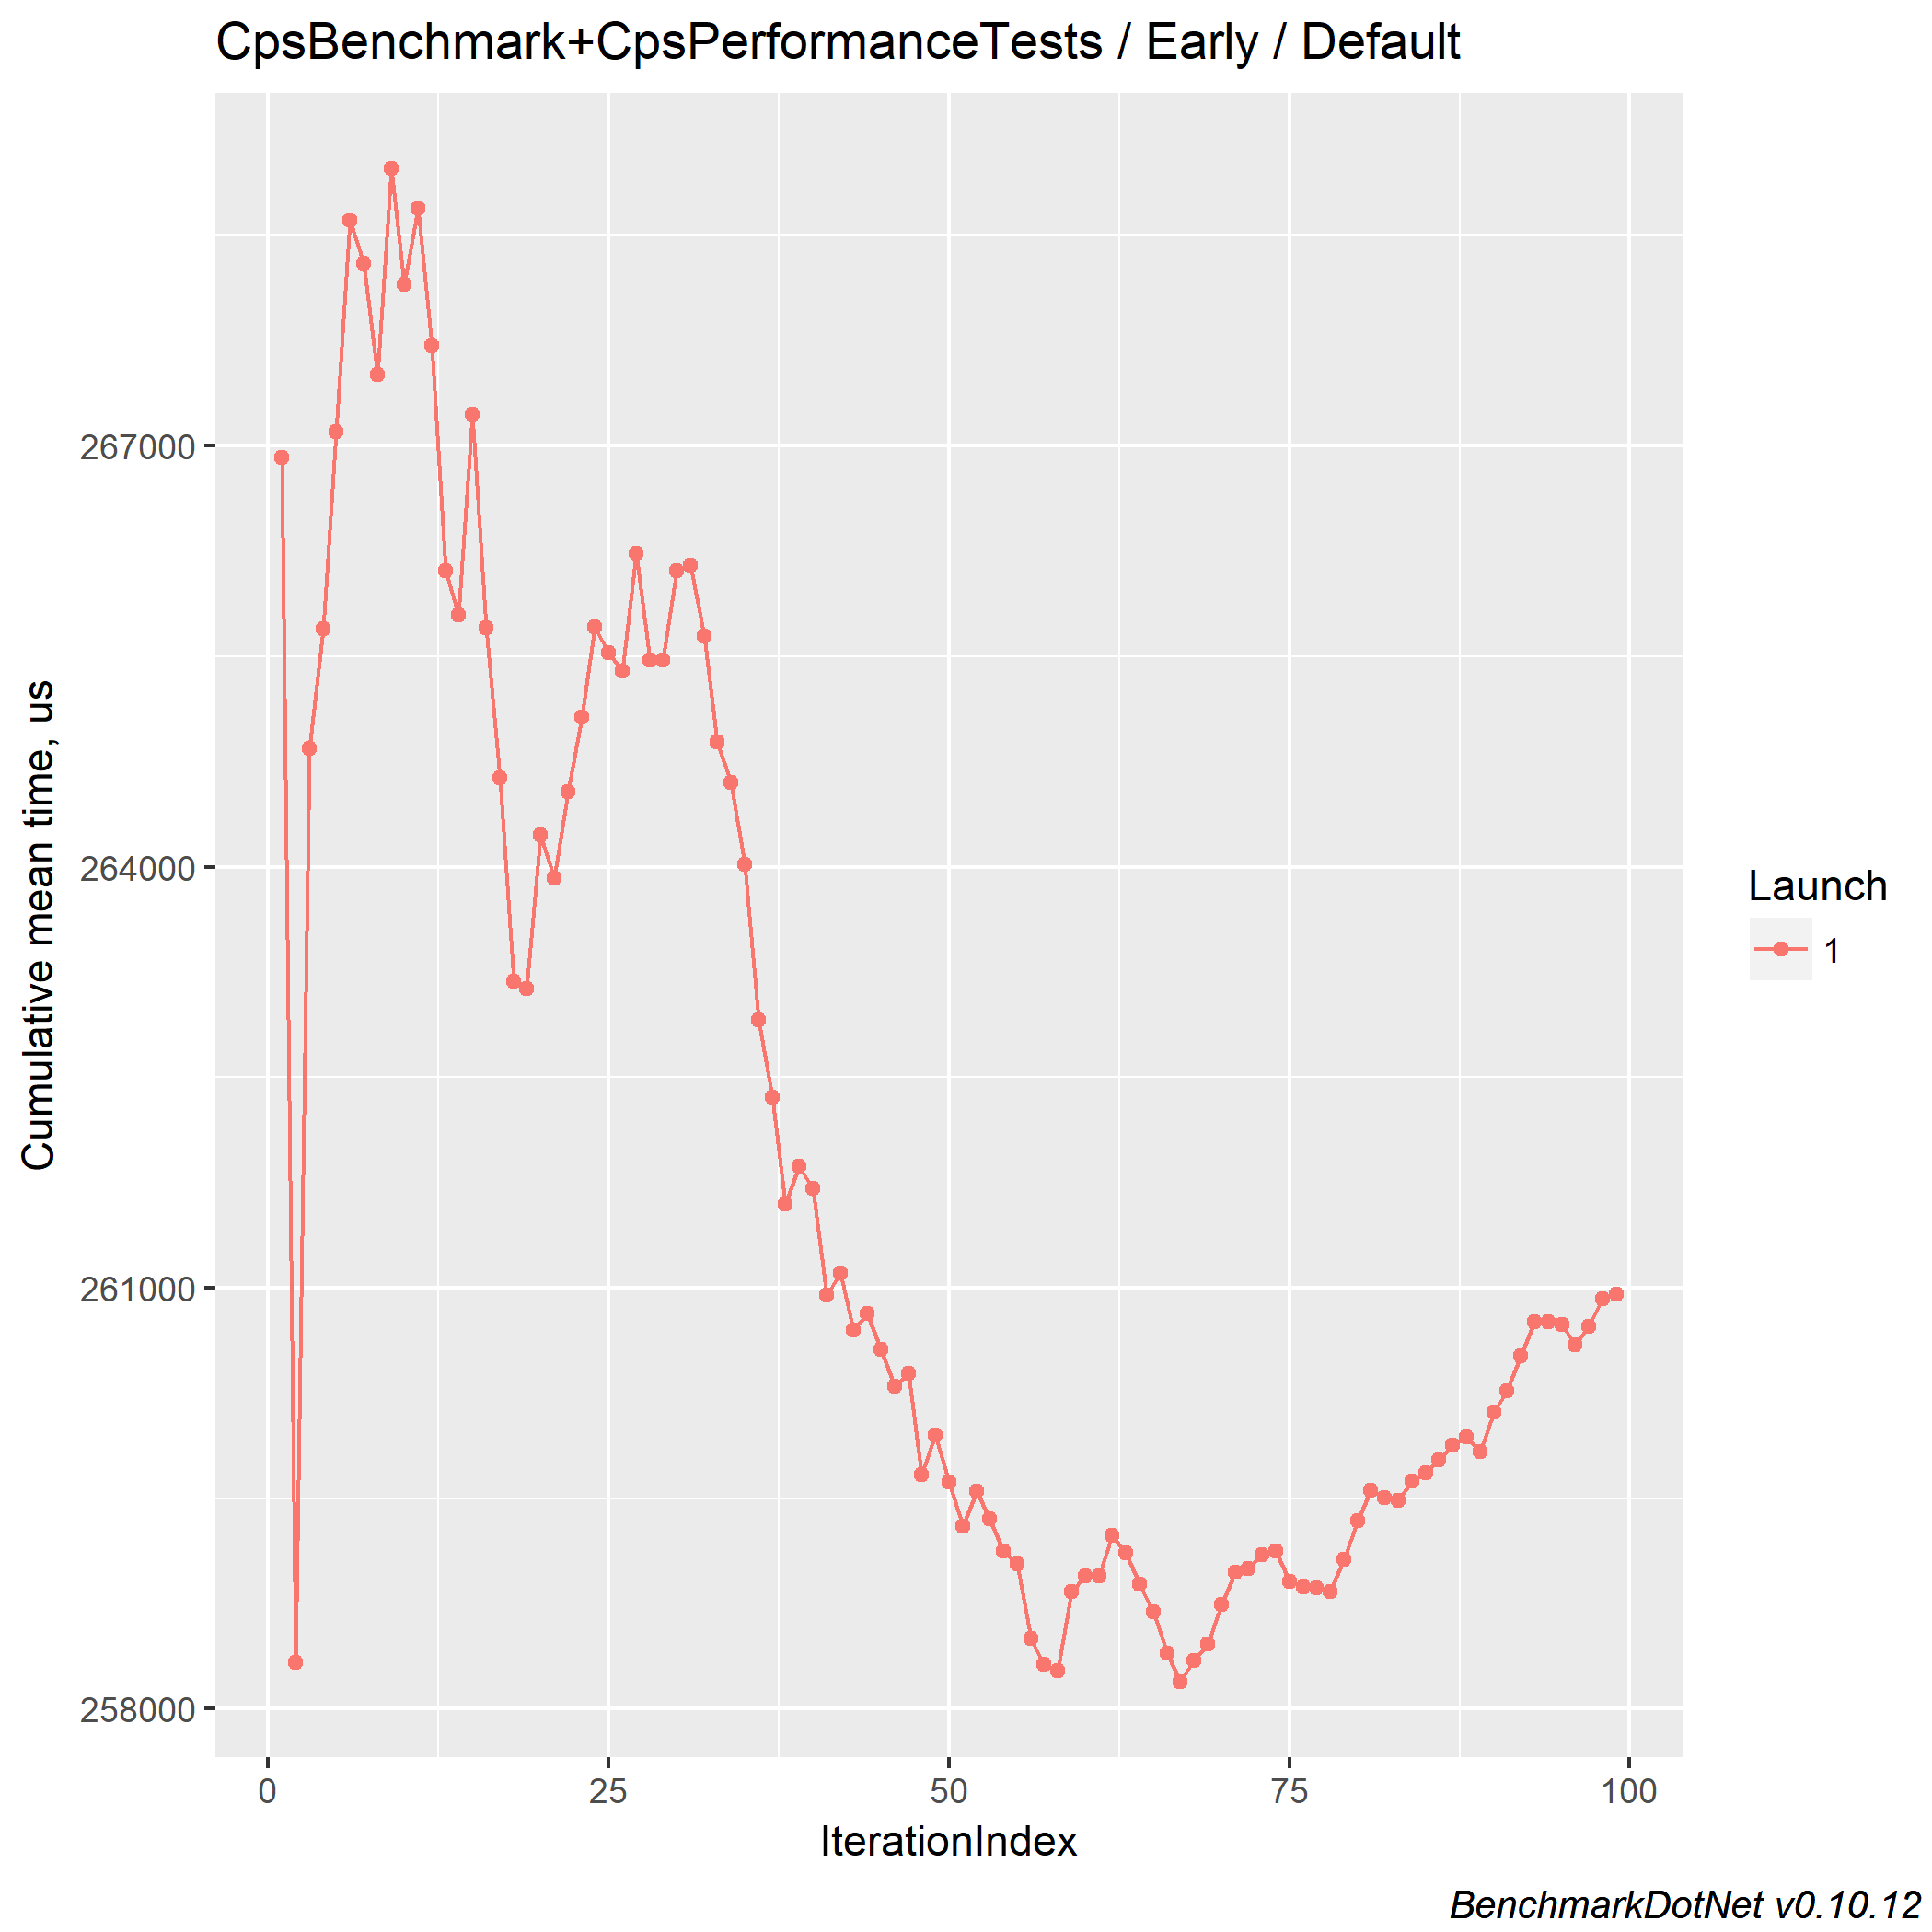 CpsBenchmark+CpsPerformanceTests / Early / Default
Cumulative mean time, us
267000
264000
261000
258000
0 25 50 75 100
IterationIndex
Launch
1
BenchmarkDotNet v0.10.12